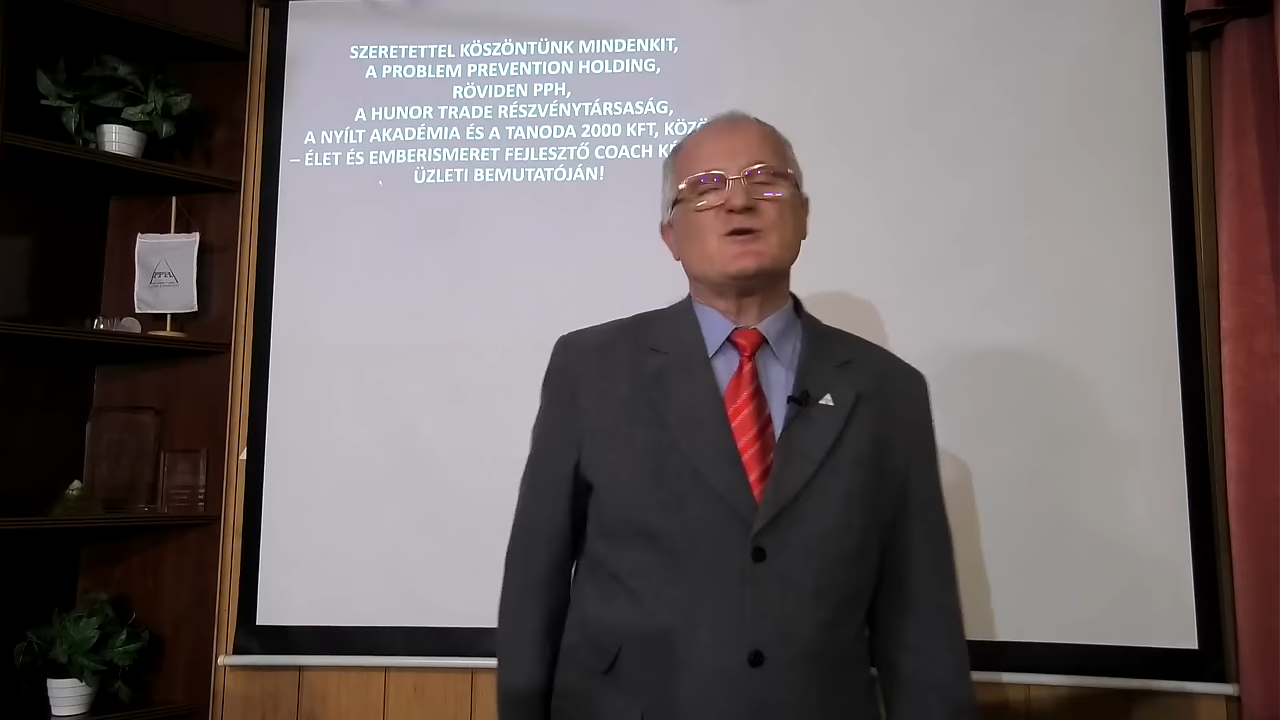 SZERETETTEL KÖSZÖNTÜNK MINDENKIT,
A PROBLEM PREVENTION HOLDING,
RÖVIDEN PPH,
A HUNOR TRADE RÉSZVÉNYTÁRSASÁG,
A NYÍLT AKADÉMIA ÉS A TANODA 2000 KFT,
– ÉLET ÉS EMBERISMERET FEJLESZTŐ COACH
ÜZLETI BEMUTATÓJÁN!